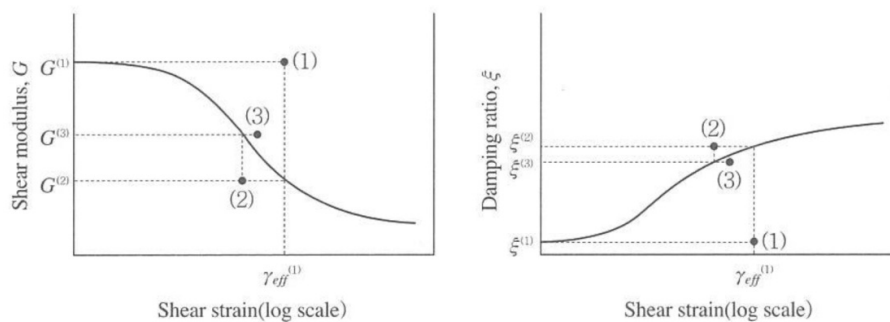 Shear modulus, G
G⁽¹⁾
G⁽³⁾
G⁽²⁾
(1)
(3)
(2)
γeff⁽¹⁾
Shear strain(log scale)
Damping ratio, ξ
ξ⁽²⁾
ξ⁽³⁾
ξ⁽¹⁾
(2)
(3)
(1)
γeff⁽¹⁾
Shear strain(log scale)